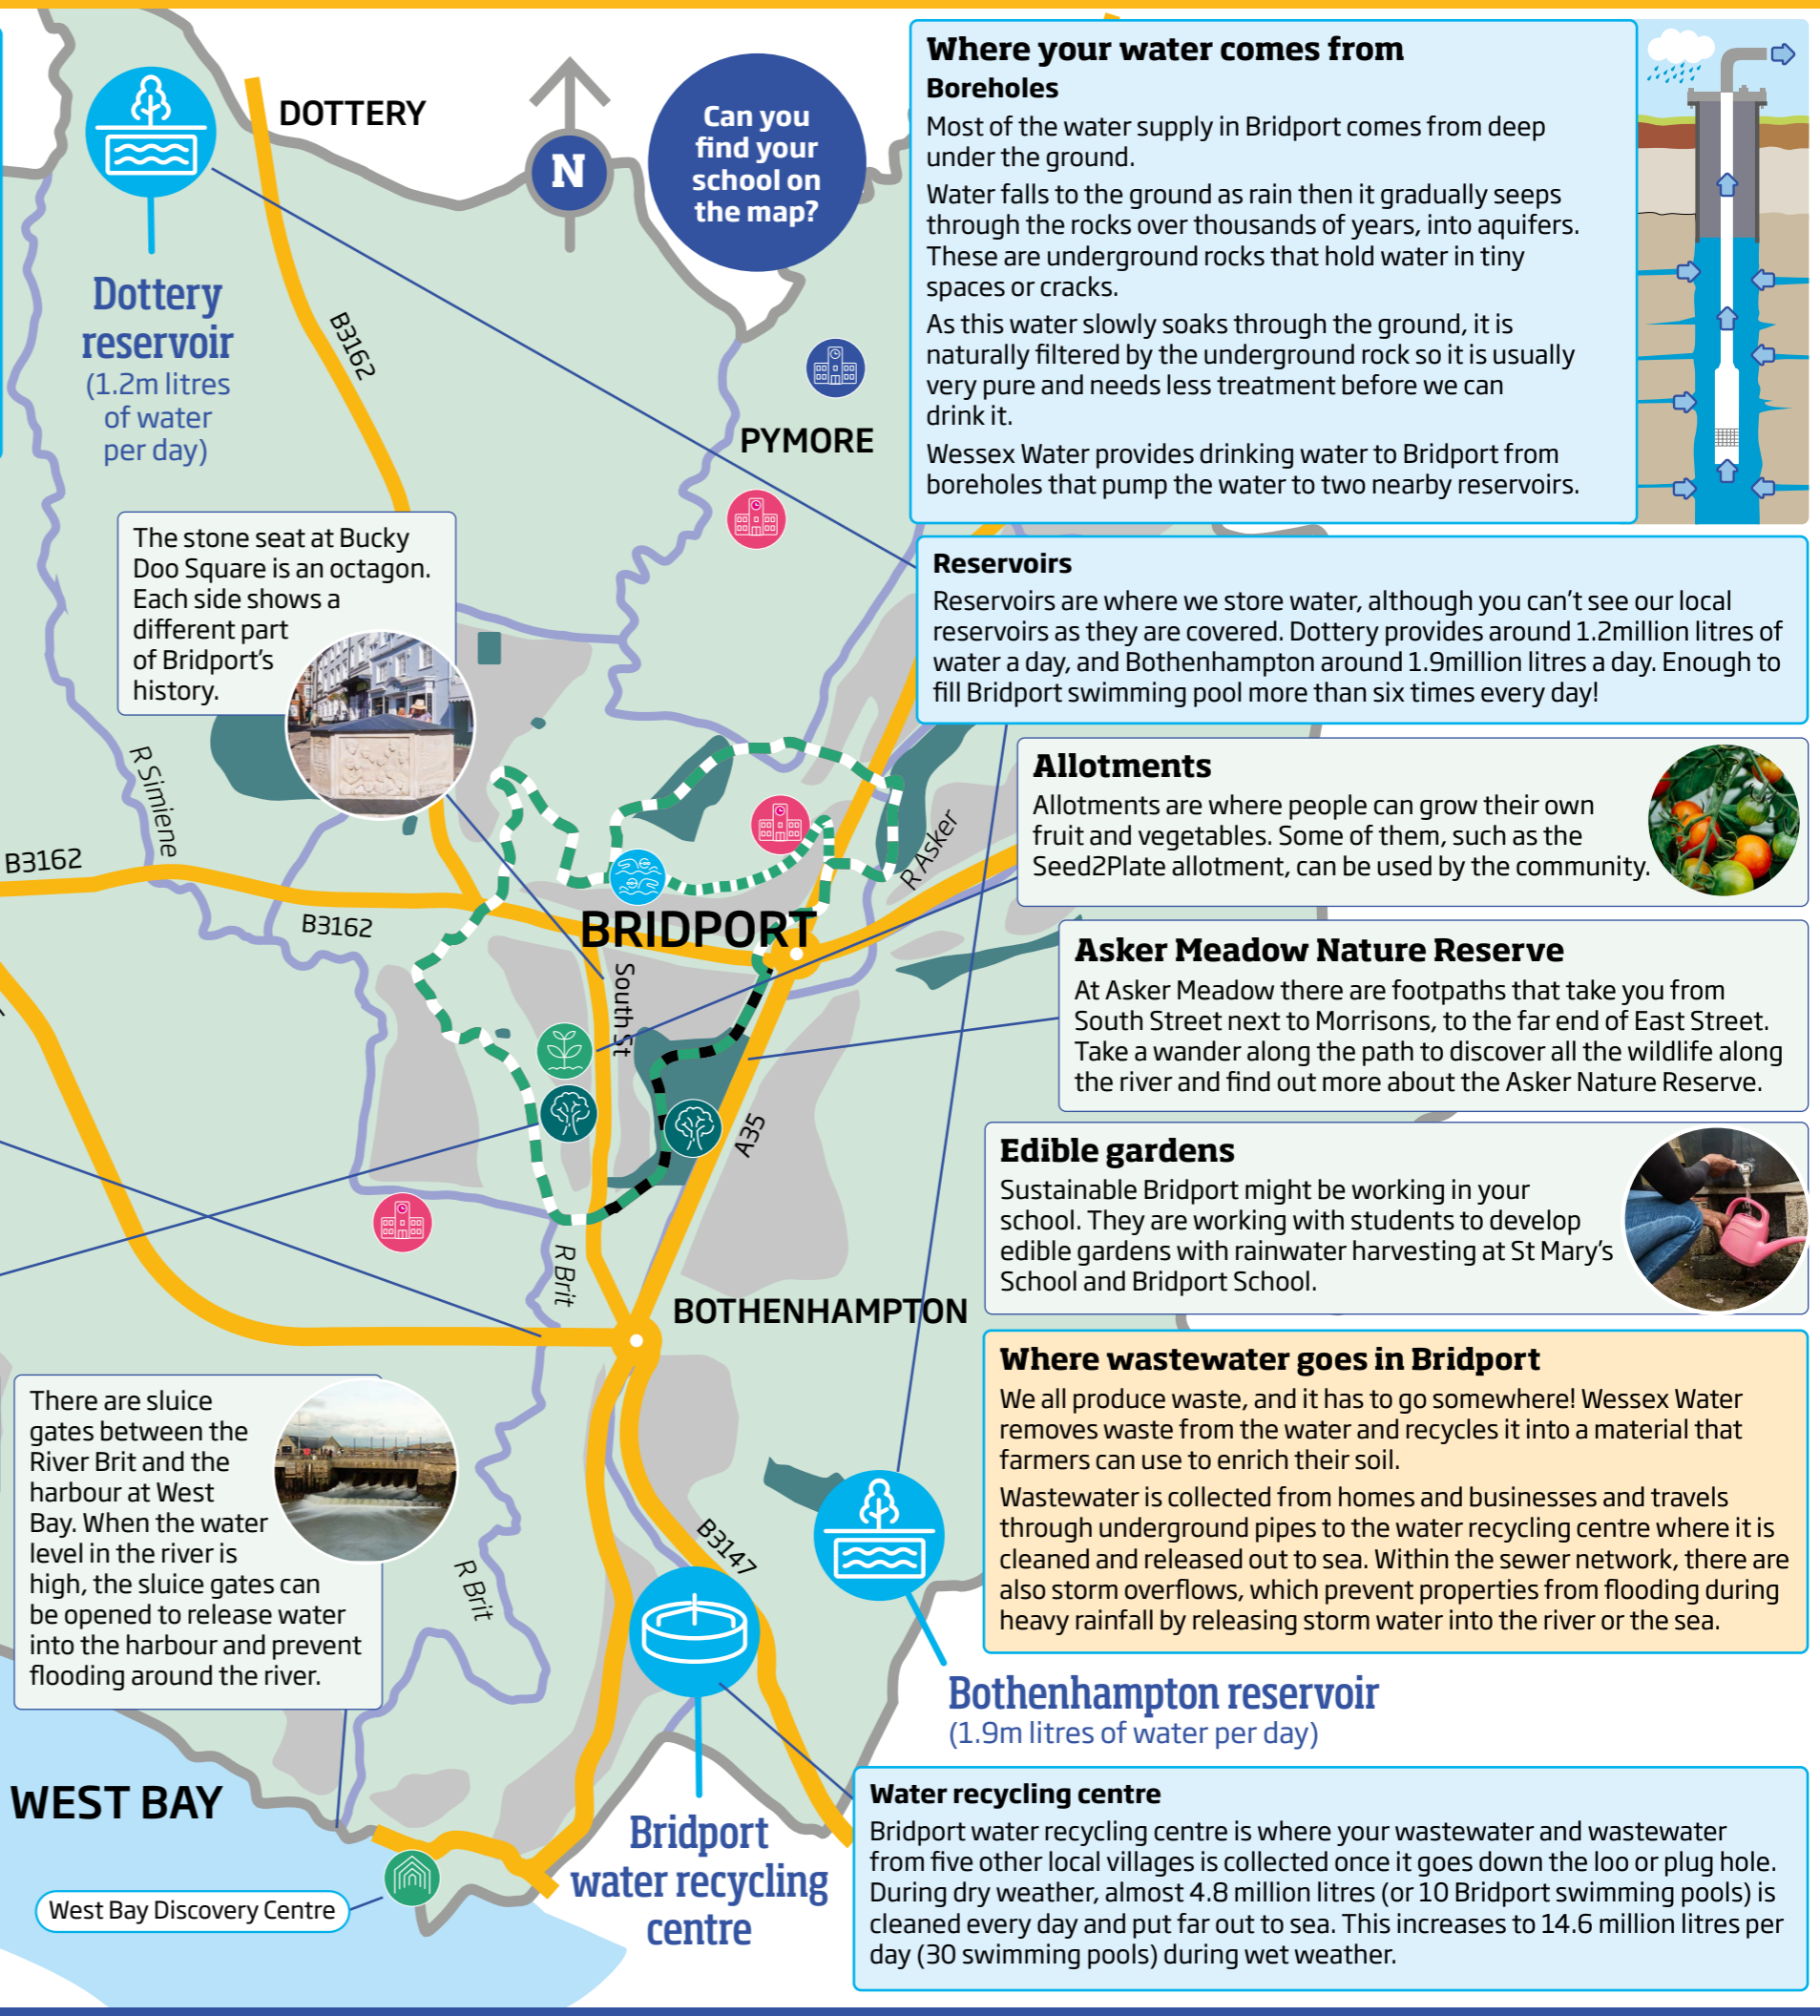 DOTTERY
N
Can you
find your
school on
the map?
Dottery
reservoir
(1.2m litres
of water
per day)
B3162
PYMORE
The stone seat at Bucky
Doo Square is an octagon.
Each side shows a
different part
of Bridport's
history.
R Simiene
B3162
B3162
BRIDPORT
R Asker
South St
A35
R Brit
BOTHENHAMPTON
There are sluice
gates between the
River Brit and the
harbour at West
Bay. When the water
level in the river is
high, the sluice gates can
be opened to release water
into the harbour and prevent
flooding around the river.
R Brit
B3147
WEST BAY
West Bay Discovery Centre
Bridport
water recycling
centre
Bothenhampton reservoir
(1.9m litres of water per day)
Where your water comes from
Boreholes
Most of the water supply in Bridport comes from deep
under the ground.
Water falls to the ground as rain then it gradually seeps
through the rocks over thousands of years, into aquifers.
These are underground rocks that hold water in tiny
spaces or cracks.
As this water slowly soaks through the ground, it is
naturally filtered by the underground rock so it is usually
very pure and needs less treatment before we can
drink it.
Wessex Water provides drinking water to Bridport from
boreholes that pump the water to two nearby reservoirs.
Reservoirs
Reservoirs are where we store water, although you can't see our local
reservoirs as they are covered. Dottery provides around 1.2million litres of
water a day, and Bothenhampton around 1.9million litres a day. Enough to
fill Bridport swimming pool more than six times every day!
Allotments
Allotments are where people can grow their own
fruit and vegetables. Some of them, such as the
Seed2Plate allotment, can be used by the community.
Asker Meadow Nature Reserve
At Asker Meadow there are footpaths that take you from
South Street next to Morrisons, to the far end of East Street.
Take a wander along the path to discover all the wildlife along
the river and find out more about the Asker Nature Reserve.
Edible gardens
Sustainable Bridport might be working in your
school. They are working with students to develop
edible gardens with rainwater harvesting at St Mary's
School and Bridport School.
Where wastewater goes in Bridport
We all produce waste, and it has to go somewhere! Wessex Water
removes waste from the water and recycles it into a material that
farmers can use to enrich their soil.
Wastewater is collected from homes and businesses and travels
through underground pipes to the water recycling centre where it is
cleaned and released out to sea. Within the sewer network, there are
also storm overflows, which prevent properties from flooding during
heavy rainfall by releasing storm water into the river or the sea.
Water recycling centre
Bridport water recycling centre is where your wastewater and wastewater
from five other local villages is collected once it goes down the loo or plug hole.
During dry weather, almost 4.8 million litres (or 10 Bridport swimming pools) is
cleaned every day and put far out to sea. This increases to 14.6 million litres per
day (30 swimming pools) during wet weather.